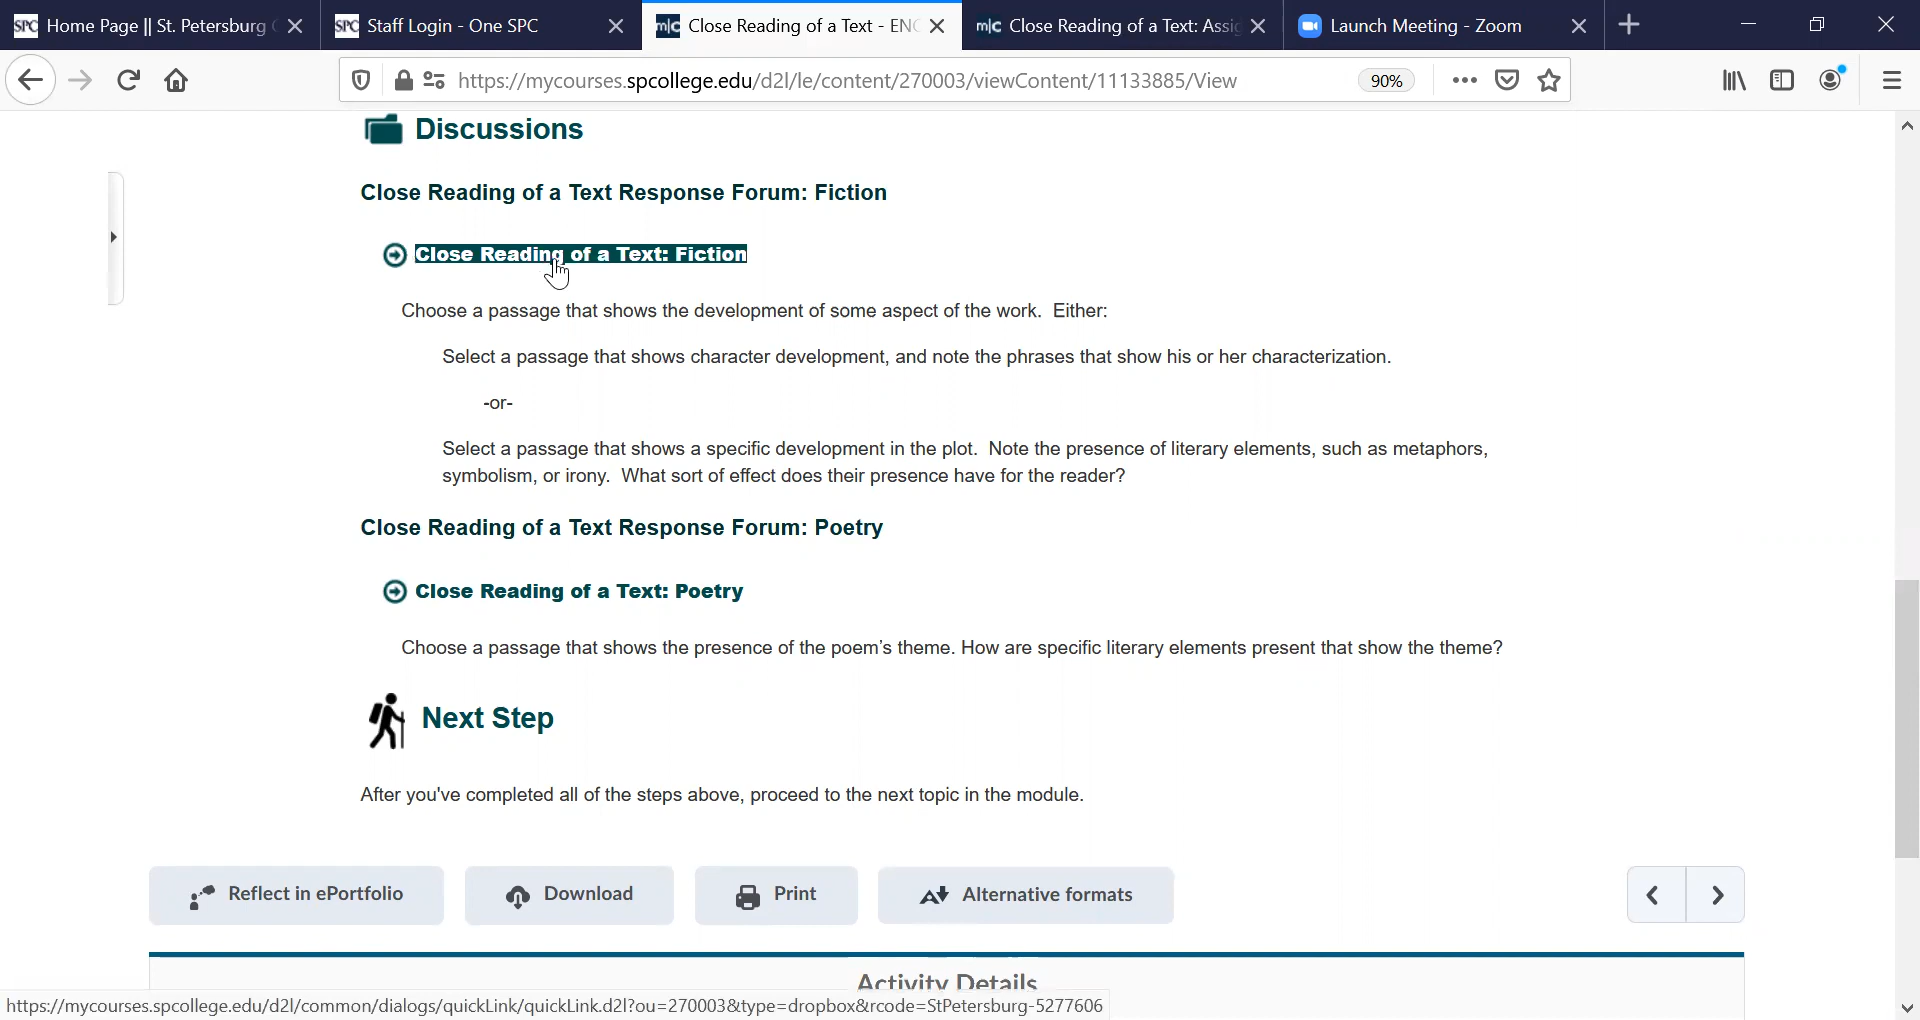 SPC Home Page || St. Petersburg
SPC Staff Login - One SPC
m|c Close Reading of a Text - ENC
m|c Close Reading of a Text: Assig
Launch Meeting - Zoom
https://mycourses.spcollege.edu/d2l/le/content/270003/viewContent/11133885/View
90%
Discussions
Close Reading of a Text Response Forum: Fiction
Close Reading of a Text: Fiction
Choose a passage that shows the development of some aspect of the work.  Either:
Select a passage that shows character development, and note the phrases that show his or her characterization.
-or-
Select a passage that shows a specific development in the plot.  Note the presence of literary elements, such as metaphors,
symbolism, or irony.  What sort of effect does their presence have for the reader?
Close Reading of a Text Response Forum: Poetry
Close Reading of a Text: Poetry
Choose a passage that shows the presence of the poem’s theme. How are specific literary elements present that show the theme?
Next Step
After you've completed all of the steps above, proceed to the next topic in the module.
Reflect in ePortfolio
Download
Print
Alternative formats
Activity Details
https://mycourses.spcollege.edu/d2l/common/dialogs/quickLink/quickLink.d2l?ou=270003&type=dropbox&rcode=StPetersburg-5277606